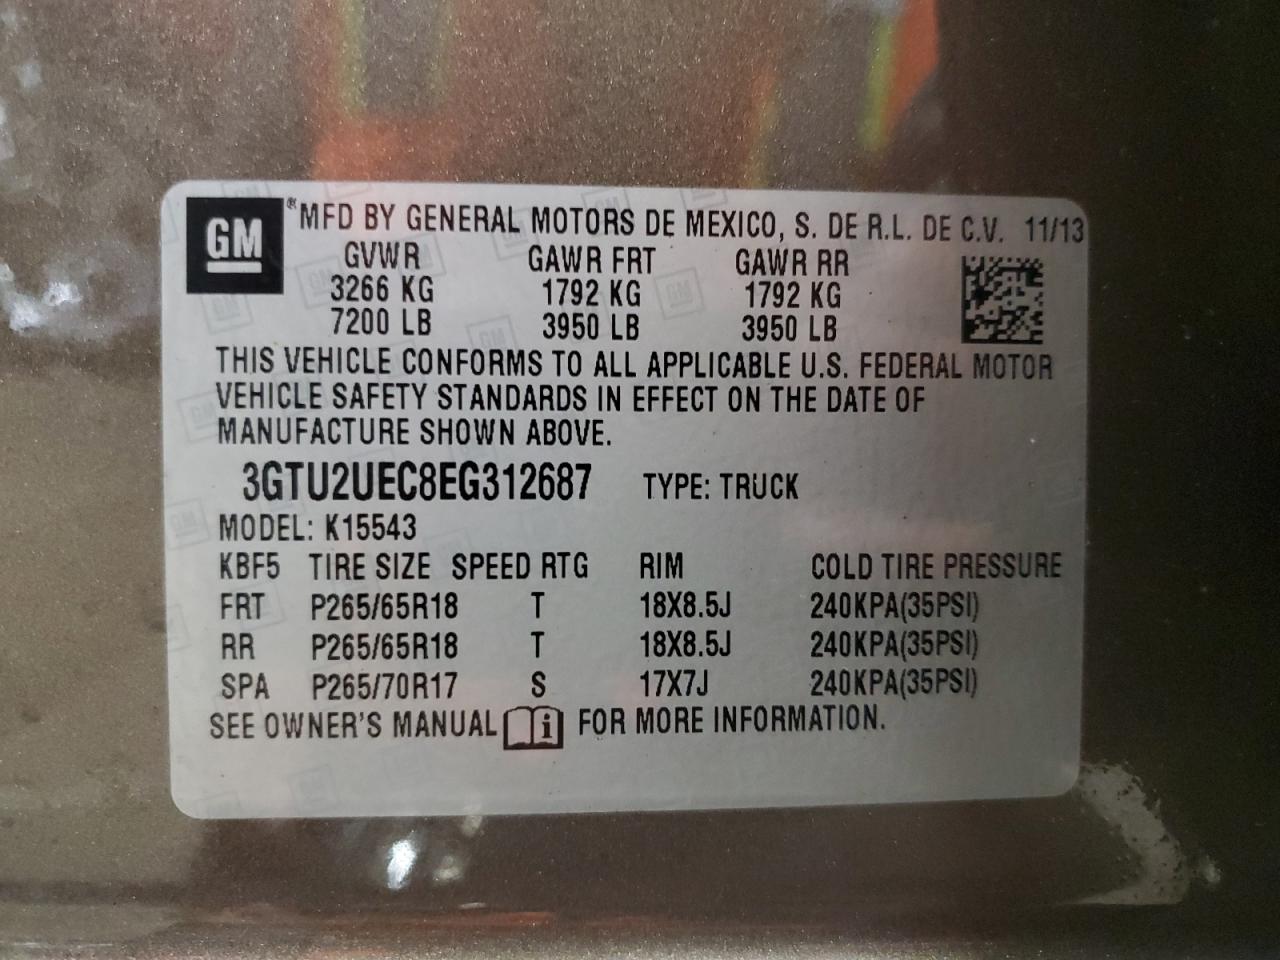 GM ® MFD BY GENERAL MOTORS DE MEXICO, S. DE R.L. DE C.V. 11/13
GVWR GAWR FRT GAWR RR
3266 KG 1792 KG 1792 KG
7200 LB 3950 LB 3950 LB
THIS VEHICLE CONFORMS TO ALL APPLICABLE U.S. FEDERAL MOTOR
VEHICLE SAFETY STANDARDS IN EFFECT ON THE DATE OF
MANUFACTURE SHOWN ABOVE.
3GTU2UEC8EG312687 TYPE: TRUCK
MODEL: K15543
KBF5 TIRE SIZE SPEED RTG RIM COLD TIRE PRESSURE
FRT P265/65R18 T 18X8.5J 240KPA(35PSI)
RR P265/65R18 T 18X8.5J 240KPA(35PSI)
SPA P265/70R17 S 17X7J 240KPA(35PSI)
SEE OWNER'S MANUAL i FOR MORE INFORMATION.